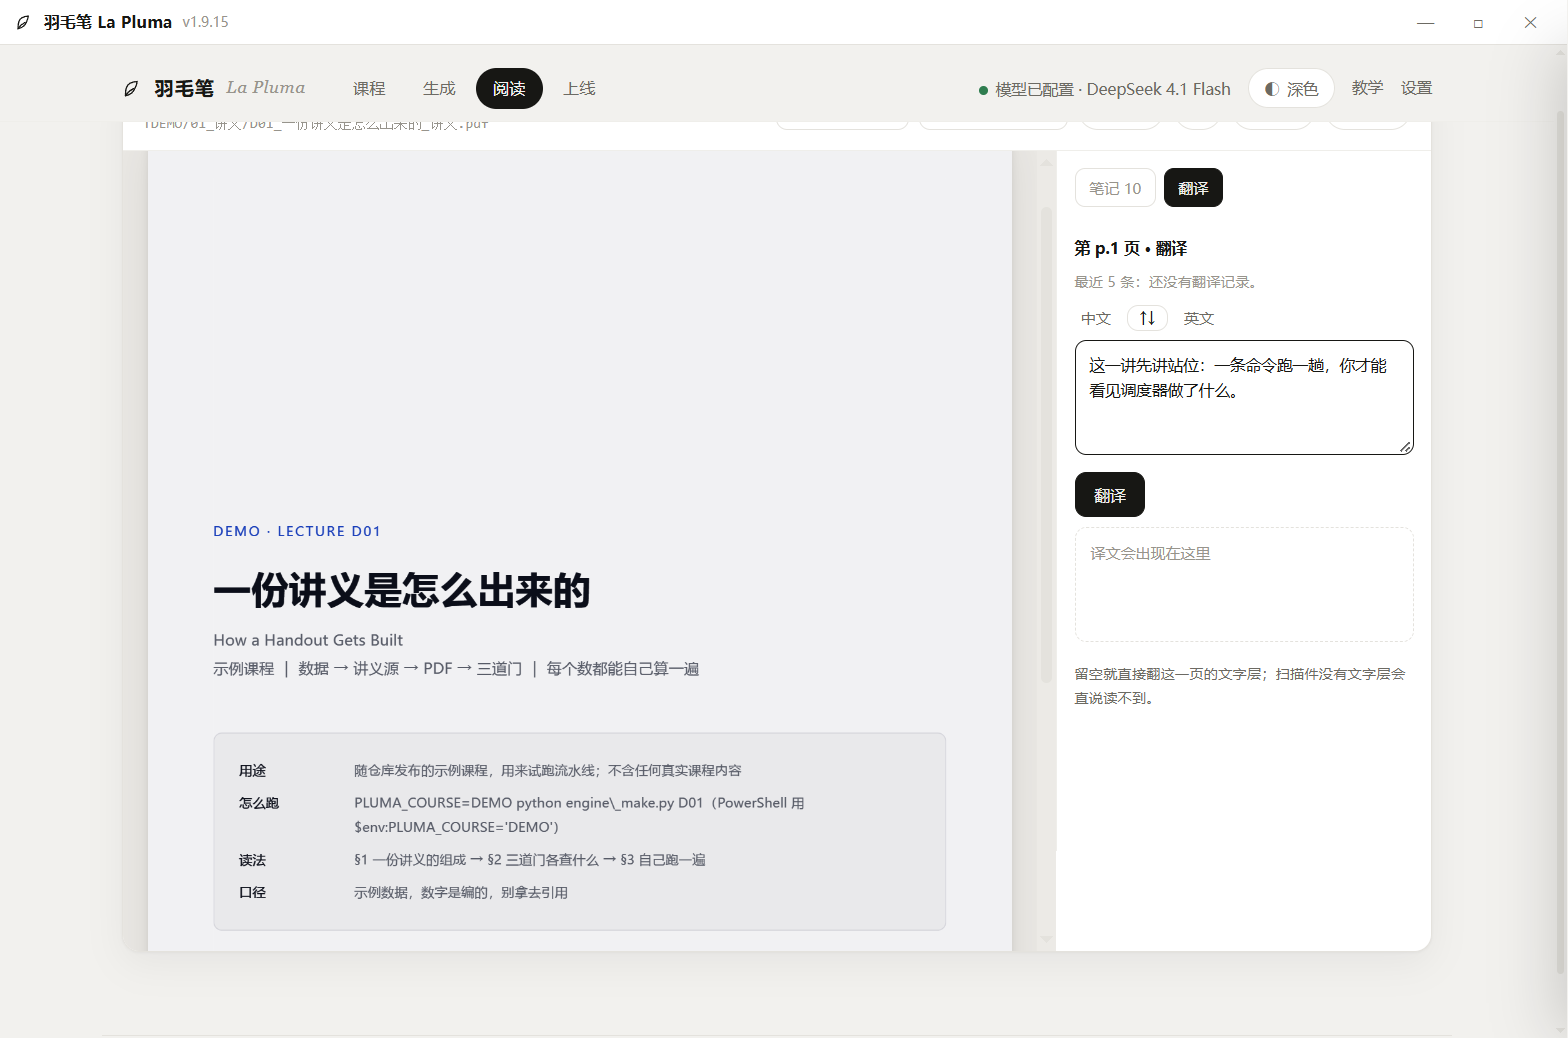 羽毛笔 La Pluma v1.9.15
羽毛笔 La Pluma 课程 生成 阅读 上线 模型已配置 · DeepSeek 4.1 Flash 深色 教学 设置
笔记 10 翻译
第 p.1 页 • 翻译
最近 5 条：还没有翻译记录。
中文 ↑↓ 英文
这一讲先讲站位：一条命令跑一趟，你才能
看见调度器做了什么。
翻译
译文会出现在这里
留空就直接翻这一页的文字层；扫描件没有文字层会
直说读不到。
DEMO · LECTURE D01
一份讲义是怎么出来的
How a Handout Gets Built
示例课程 | 数据 → 讲义源 → PDF → 三道门 | 每个数都能自己算一遍
用途 随仓库发布的示例课程，用来试跑流水线；不含任何真实课程内容
怎么跑 PLUMA_COURSE=DEMO python engine\_make.py D01（PowerShell 用
$env:PLUMA_COURSE='DEMO'）
读法 §1 一份讲义的组成 → §2 三道门各查什么 → §3 自己跑一遍
口径 示例数据，数字是编的，别拿去引用